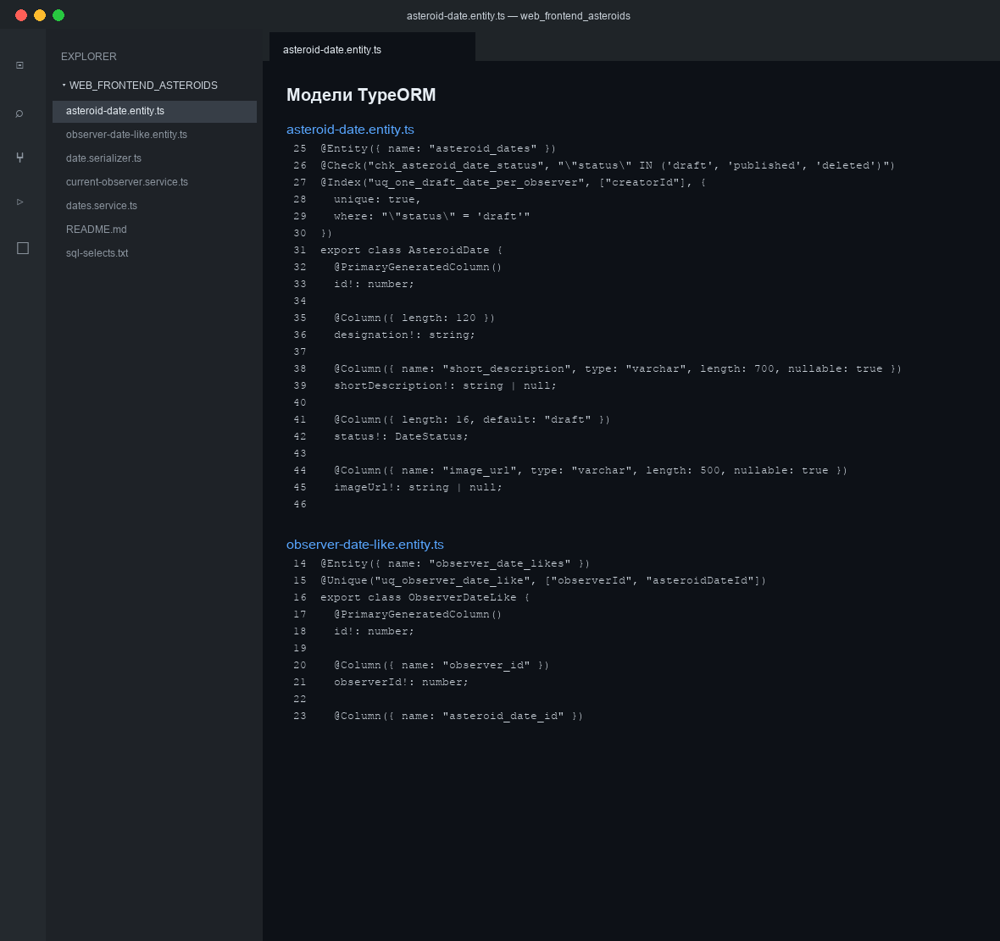 asteroid-date.entity.ts — web_frontend_asteroids
EXPLORER
WEB_FRONTEND_ASTEROIDS
asteroid-date.entity.ts
observer-date-like.entity.ts
date.serializer.ts
current-observer.service.ts
dates.service.ts
README.md
sql-selects.txt
asteroid-date.entity.ts
Модели TypeORM
asteroid-date.entity.ts
25  @Entity({ name: "asteroid_dates" })
26  @Check("chk_asteroid_date_status", "\"status\" IN ('draft', 'published', 'deleted')")
27  @Index("uq_one_draft_date_per_observer", ["creatorId"], {
28    unique: true,
29    where: "\"status\" = 'draft'"
30  })
31  export class AsteroidDate {
32    @PrimaryGeneratedColumn()
33    id!: number;
34
35    @Column({ length: 120 })
36    designation!: string;
37
38    @Column({ name: "short_description", type: "varchar", length: 700, nullable: true })
39    shortDescription!: string | null;
40
41    @Column({ length: 16, default: "draft" })
42    status!: DateStatus;
43
44    @Column({ name: "image_url", type: "varchar", length: 500, nullable: true })
45    imageUrl!: string | null;
46
observer-date-like.entity.ts
14  @Entity({ name: "observer_date_likes" })
15  @Unique("uq_observer_date_like", ["observerId", "asteroidDateId"])
16  export class ObserverDateLike {
17    @PrimaryGeneratedColumn()
18    id!: number;
19
20    @Column({ name: "observer_id" })
21    observerId!: number;
22
23    @Column({ name: "asteroid_date_id" })